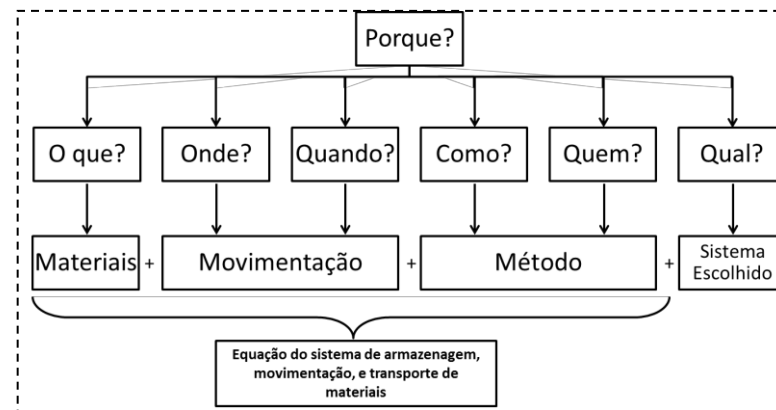 Porque?
O que?
Onde?
Quando?
Como?
Quem?
Qual?
Materiais
+
Movimentação
+
Método
+
Sistema
Escolhido
Equação do sistema de armazenagem,
movimentação, e transporte de
materiais